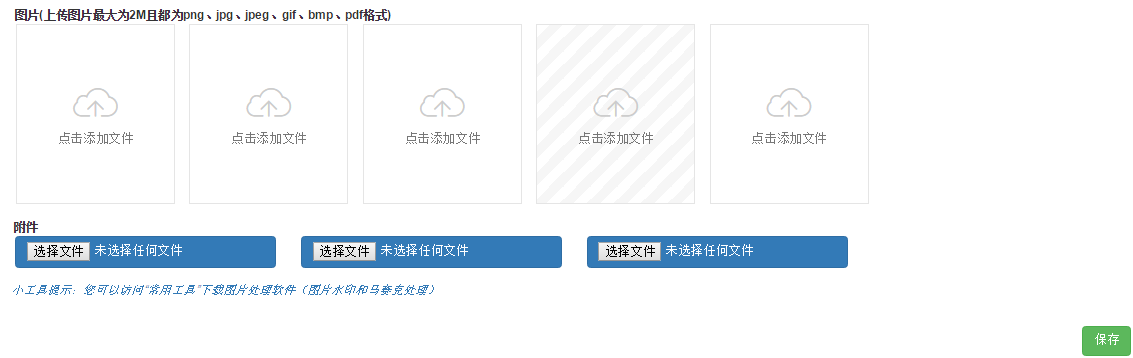 图片(上传图片最大为2M且都为png、jpg、jpeg、gif、bmp、pdf格式)
点击添加文件 点击添加文件 点击添加文件 点击添加文件 点击添加文件
附件
选择文件 未选择任何文件 选择文件 未选择任何文件 选择文件 未选择任何文件
小工具提示：您可以访问“常用工具”下载图片处理软件（图片水印和马赛克处理）
保存